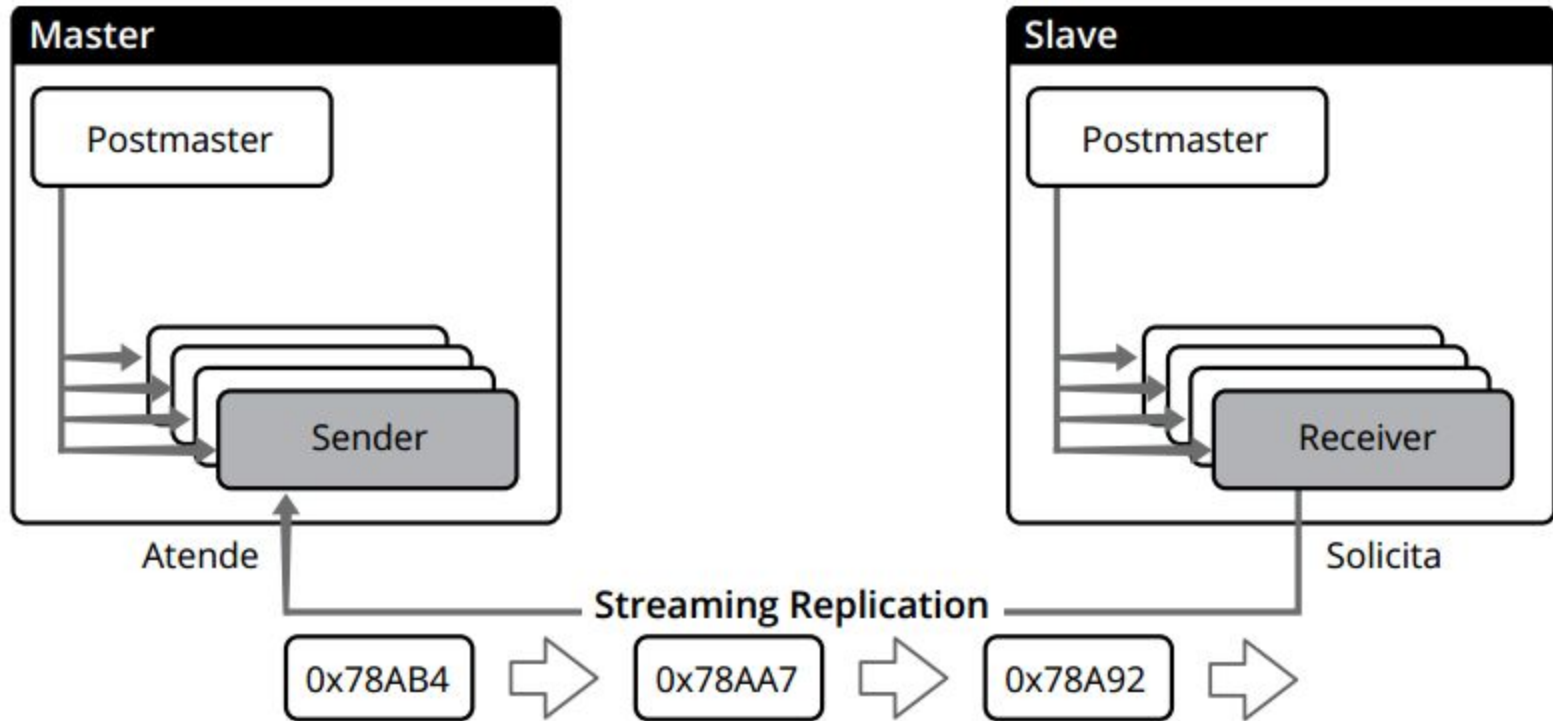 Master
Slave
Postmaster
Postmaster
Sender
Receiver
Atende
Solicita
Streaming Replication
0x78AB4
0x78AA7
0x78A92